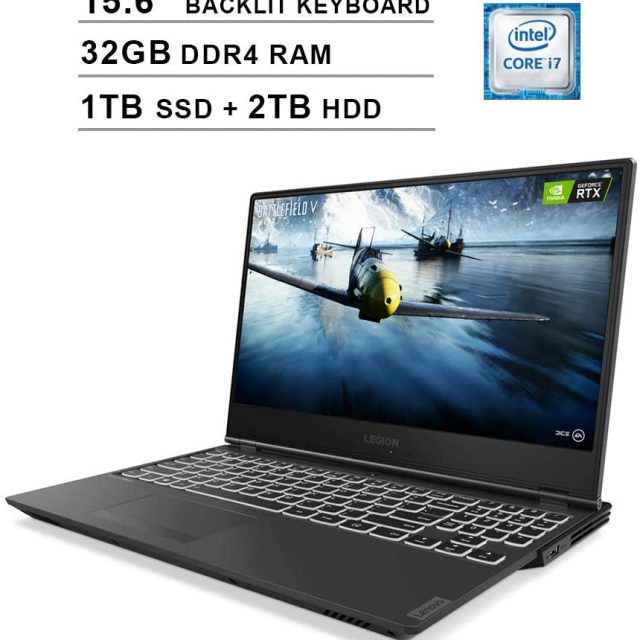 15.6" BACKLIT KEYBOARD
32GB DDR4 RAM
1TB SSD + 2TB HDD
intel
CORE i7
BATTLEFIELD V
NVIDIA
GEFORCE
RTX
LEGION
DICE EA
Lenovo